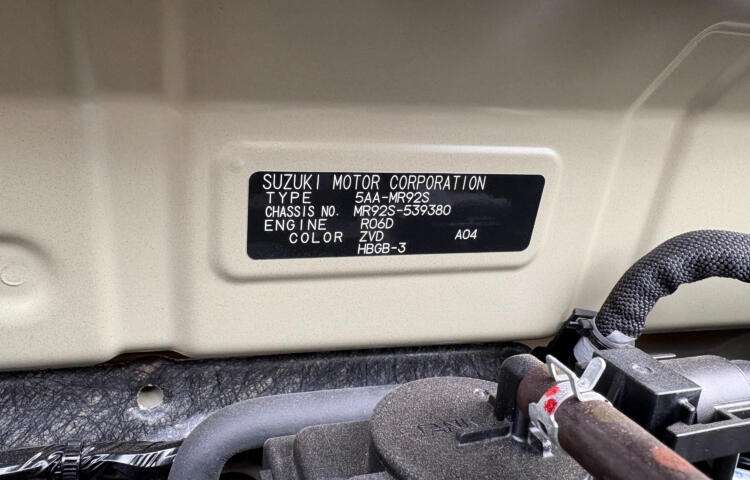 SUZUKI MOTOR CORPORATION
TYPE 5AA-MR92S
CHASSIS NO. MR92S-539380
ENGINE R06D
COLOR ZVD A04
HBGB-3